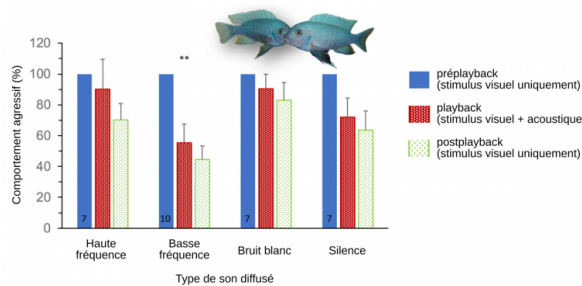 120
100
80
60
40
20
0
Comportement agressif (%)
**
7
10
7
7
Haute
fréquence
Basse
fréquence
Bruit blanc
Silence
Type de son diffusé
préplayback
(stimulus visuel uniquement)
playback
(stimulus visuel + acoustique
postplayback
(stimulus visuel uniquement)